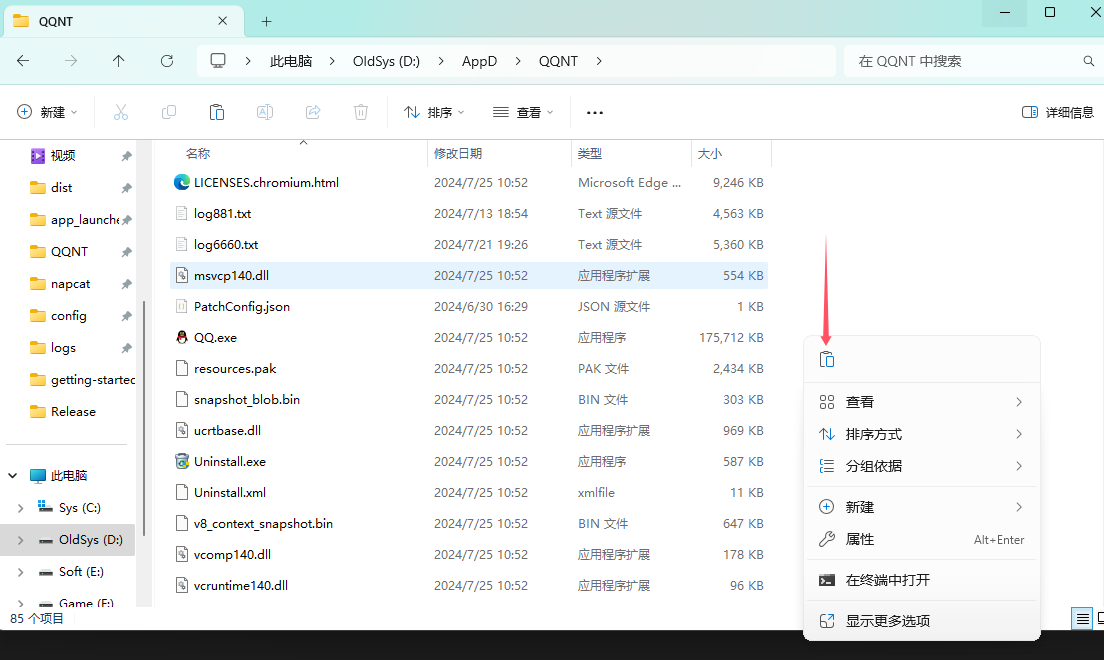 QQNT
此电脑 OldSys (D:) AppD QQNT
在 QQNT 中搜索
新建 排序 查看 详细信息
名称 修改日期 类型 大小
视频
dist
app_launche
QQNT
napcat
config
logs
getting-started
Release
此电脑
Sys (C:)
OldSys (D:)
Soft (E:)
Game (F:)
LICENSES.chromium.html 2024/7/25 10:52 Microsoft Edge ... 9,246 KB
log881.txt 2024/7/13 18:54 Text 源文件 4,563 KB
log6660.txt 2024/7/21 19:26 Text 源文件 5,360 KB
msvcp140.dll 2024/7/25 10:52 应用程序扩展 554 KB
PatchConfig.json 2024/6/30 16:29 JSON 源文件 1 KB
QQ.exe 2024/7/25 10:52 应用程序 175,712 KB
resources.pak 2024/7/25 10:52 PAK 文件 2,434 KB
snapshot_blob.bin 2024/7/25 10:52 BIN 文件 303 KB
ucrtbase.dll 2024/7/25 10:52 应用程序扩展 969 KB
Uninstall.exe 2024/7/25 10:52 应用程序 587 KB
Uninstall.xml 2024/7/25 10:52 xmlfile 11 KB
v8_context_snapshot.bin 2024/7/25 10:52 BIN 文件 647 KB
vcomp140.dll 2024/7/25 10:52 应用程序扩展 178 KB
vcruntime140.dll 2024/7/25 10:52 应用程序扩展 96 KB
查看
排序方式
分组依据
新建
属性 Alt+Enter
在终端中打开
显示更多选项
85 个项目